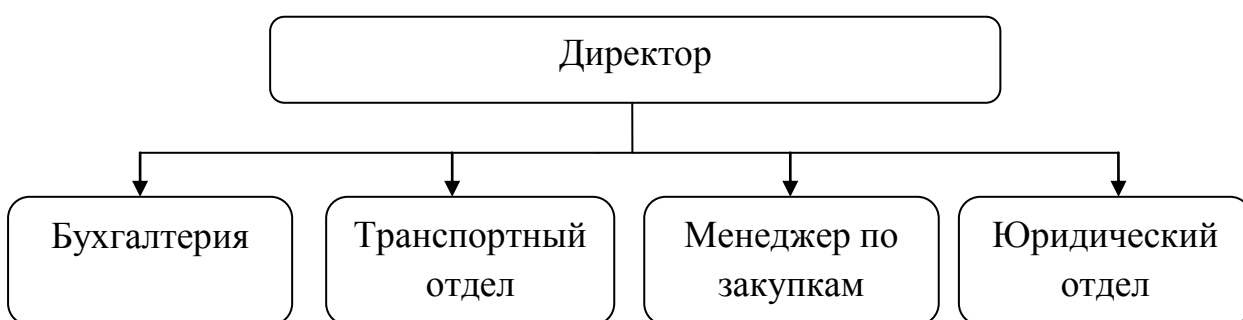 Директор
Бухгалтерия
Транспортный
отдел
Менеджер по
закупкам
Юридический
отдел